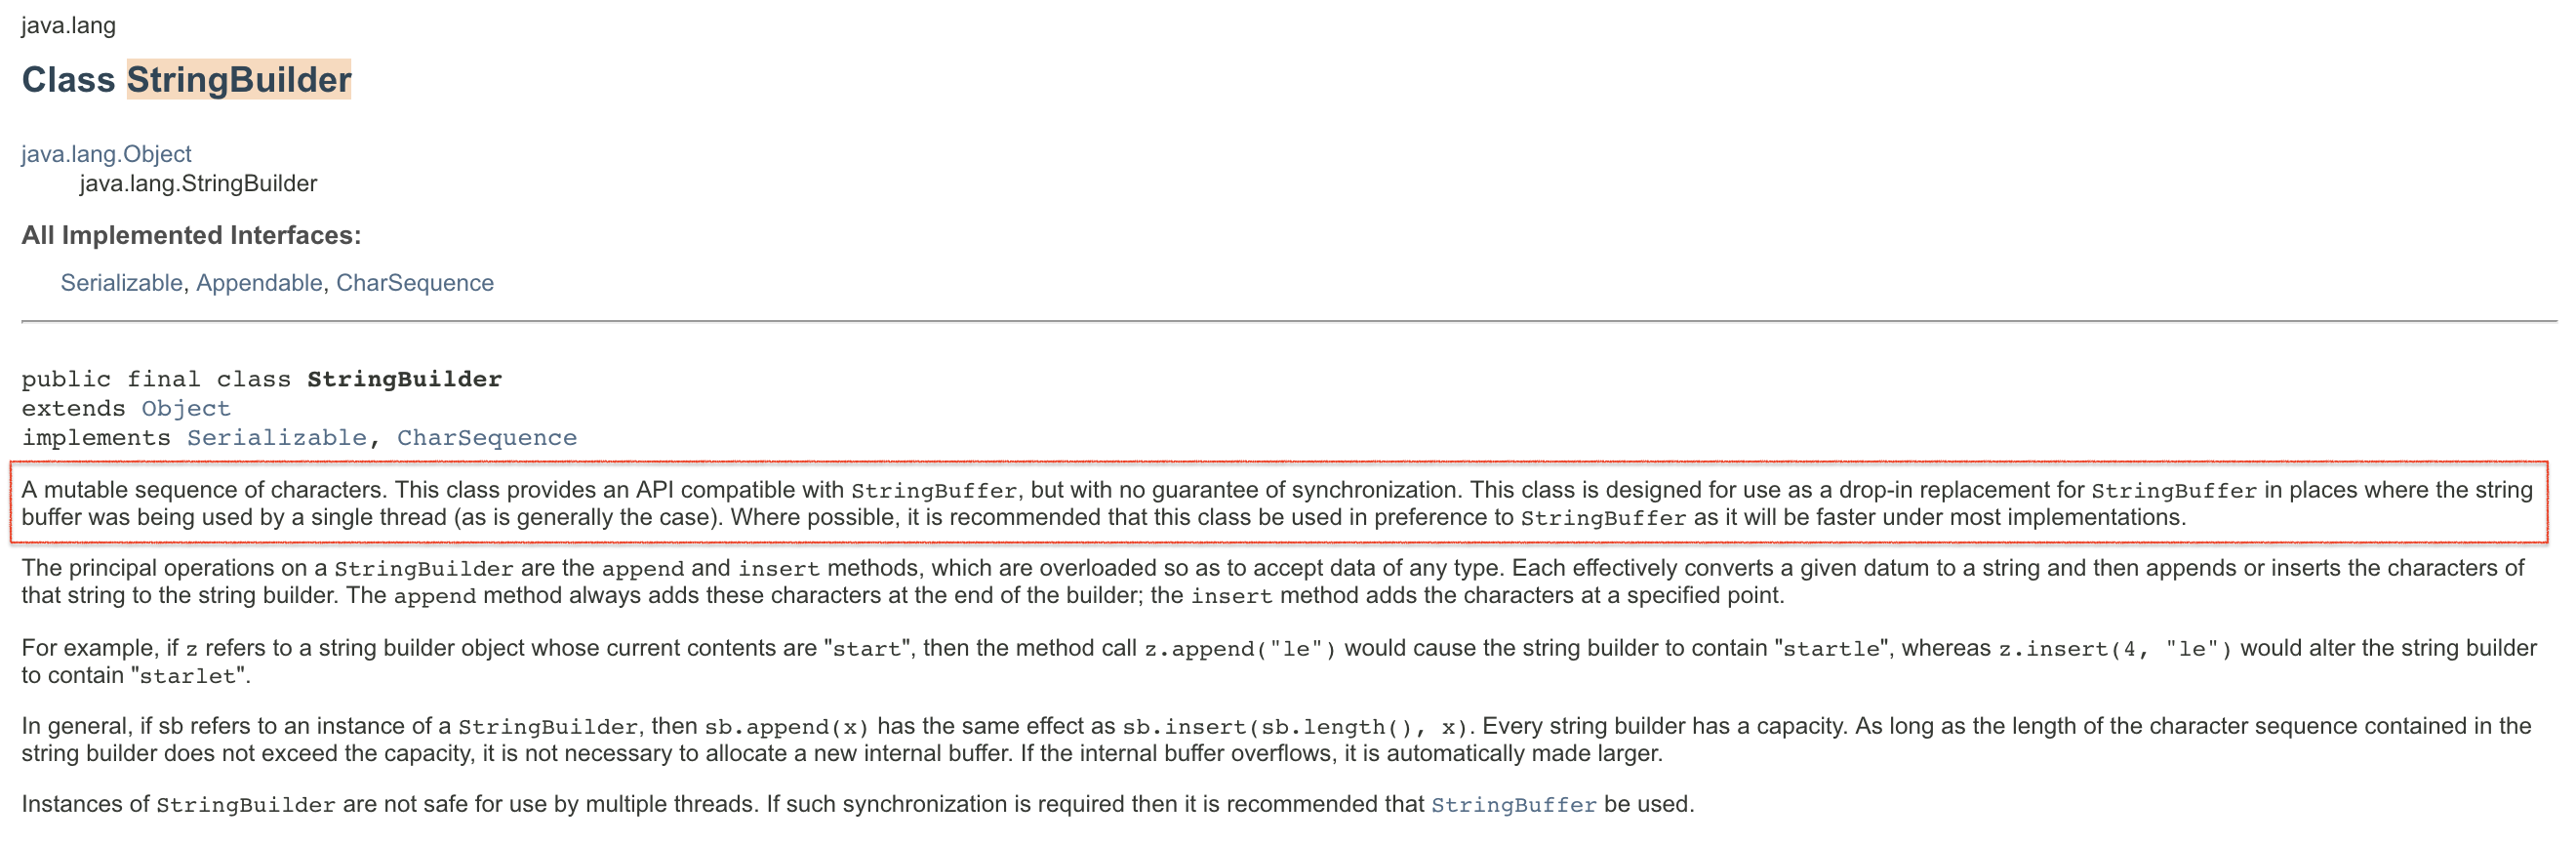 java.lang
Class StringBuilder
java.lang.Object
java.lang.StringBuilder
All Implemented Interfaces:
Serializable, Appendable, CharSequence
public final class StringBuilder
extends Object
implements Serializable, CharSequence
A mutable sequence of characters. This class provides an API compatible with StringBuffer, but with no guarantee of synchronization. This class is designed for use as a drop-in replacement for StringBuffer in places where the string
buffer was being used by a single thread (as is generally the case). Where possible, it is recommended that this class be used in preference to StringBuffer as it will be faster under most implementations.
The principal operations on a StringBuilder are the append and insert methods, which are overloaded so as to accept data of any type. Each effectively converts a given datum to a string and then appends or inserts the characters of
that string to the string builder. The append method always adds these characters at the end of the builder; the insert method adds the characters at a specified point.
For example, if z refers to a string builder object whose current contents are "start", then the method call z.append("le") would cause the string builder to contain "startle", whereas z.insert(4, "le") would alter the string builder
to contain "starlet".
In general, if sb refers to an instance of a StringBuilder, then sb.append(x) has the same effect as sb.insert(sb.length(), x). Every string builder has a capacity. As long as the length of the character sequence contained in the
string builder does not exceed the capacity, it is not necessary to allocate a new internal buffer. If the internal buffer overflows, it is automatically made larger.
Instances of StringBuilder are not safe for use by multiple threads. If such synchronization is required then it is recommended that StringBuffer be used.